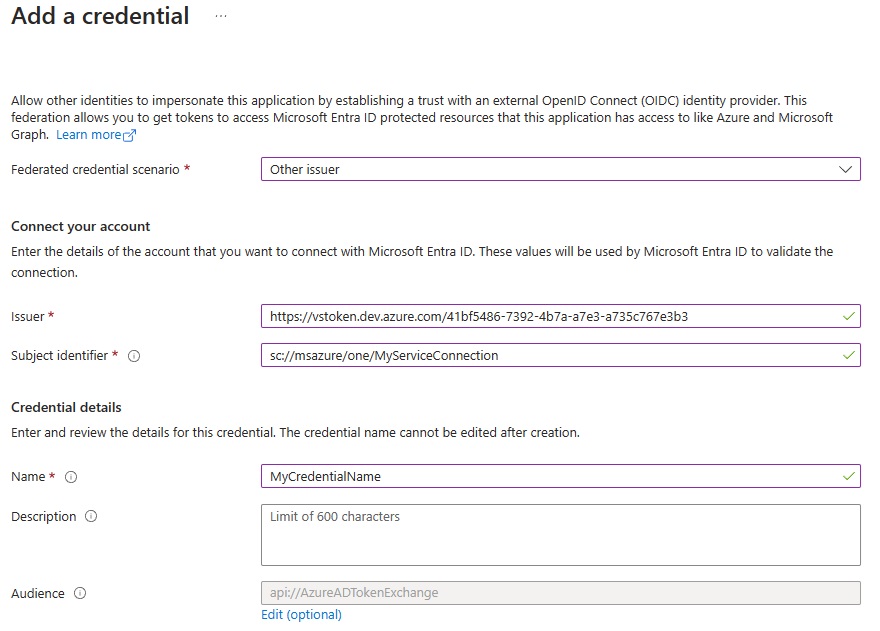 Add a credential ...
Allow other identities to impersonate this application by establishing a trust with an external OpenID Connect (OIDC) identity provider. This
federation allows you to get tokens to access Microsoft Entra ID protected resources that this application has access to like Azure and Microsoft
Graph. Learn more
Federated credential scenario * Other issuer
Connect your account
Enter the details of the account that you want to connect with Microsoft Entra ID. These values will be used by Microsoft Entra ID to validate the
connection.
Issuer * https://vstoken.dev.azure.com/41bf5486-7392-4b7a-a7e3-a735c767e3b3
Subject identifier * sc://msazure/one/MyServiceConnection
Credential details
Enter and review the details for this credential. The credential name cannot be edited after creation.
Name * MyCredentialName
Description Limit of 600 characters
Audience api://AzureADTokenExchange
Edit (optional)